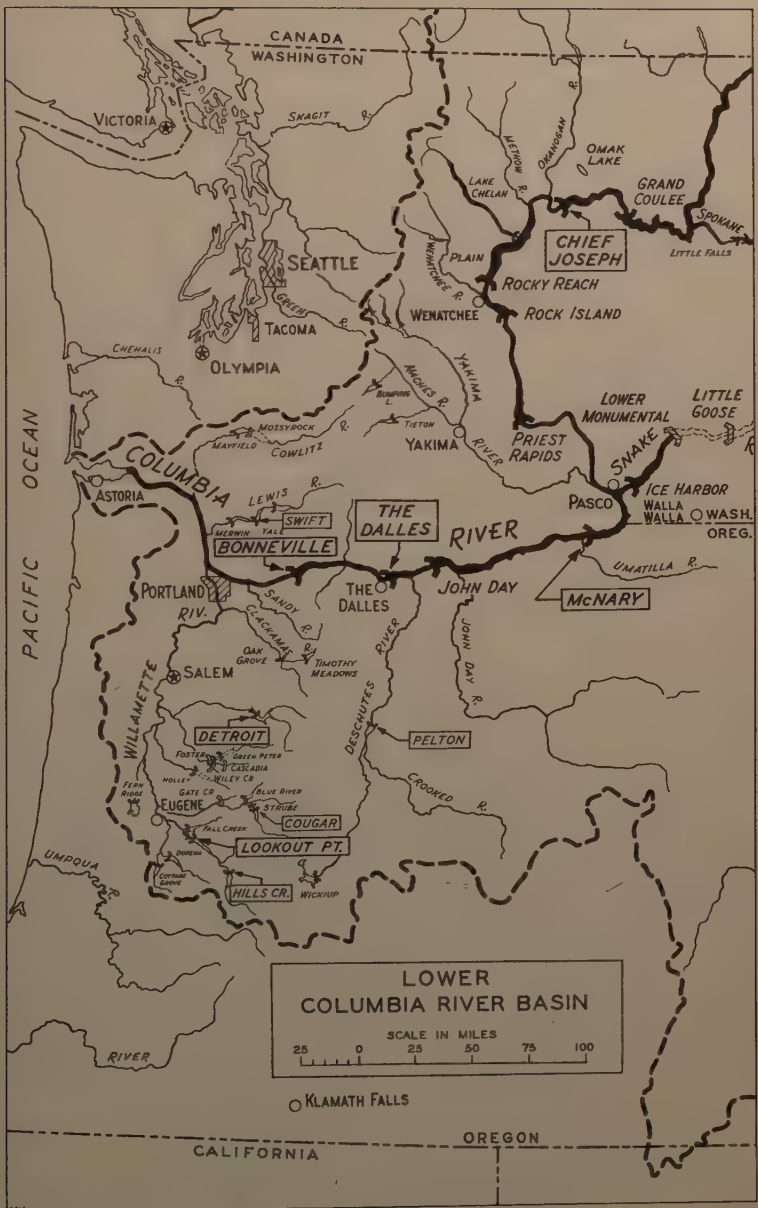 CANADA
WASHINGTON
VICTORIA
SKAGIT R.
METHOW R.
OKANOGAN R.
OMAK
LAKE
GRAND
COULEE
LAKE
CHELAN
SPOKANE
LITTLE FALLS
CHIEF
JOSEPH
SEATTLE
PLAIN
WENATCHEE R.
ROCKY REACH
WENATCHEE
ROCK ISLAND
GREEN R.
TACOMA
OLYMPIA
CHEHALIS R.
YAKIMA
RIVER
NACHES R.
BUMPING
L.
TIETON
YAKIMA
LOWER
MONUMENTAL
LITTLE
GOOSE
R
PRIEST
RAPIDS
SNAKE
MOSSYROCK
MAYFIELD
COWLITZ R.
PACIFIC OCEAN
COLUMBIA
RIVER
ASTORIA
PASCO
ICE HARBOR
WALLA
WALLA
WASH.
OREG.
LEWIS R.
MERWIN
YALE
SWIFT
THE
DALLES
BONNEVILLE
PORTLAND
THE
DALLES
JOHN DAY
UMATILLA R.
McNARY
WILLAMETTE
RIV.
SANDY
R.
CLACKAMAS
R.
OAK
GROVE
TIMOTHY
MEADOWS
DESCHUTES
RIVER
JOHN DAY R.
SALEM
DETROIT
PELTON
FOSTER
GREEN PETER
CASCADIA
HOLLEY
WILEY CR
CROOKED R.
FERN
RIDGE
GATE CR
BLUE RIVER
STRUBE
EUGENE
COUGAR
FALL CREEK
LOOKOUT PT.
DORENA
COTTAGE
GROVE
HILLS CR.
WICKIUP
UMPQUA
R.
LOWER
COLUMBIA RIVER BASIN
SCALE IN MILES
25 0 25 50 75 100
RIVER
KLAMATH FALLS
OREGON
CALIFORNIA